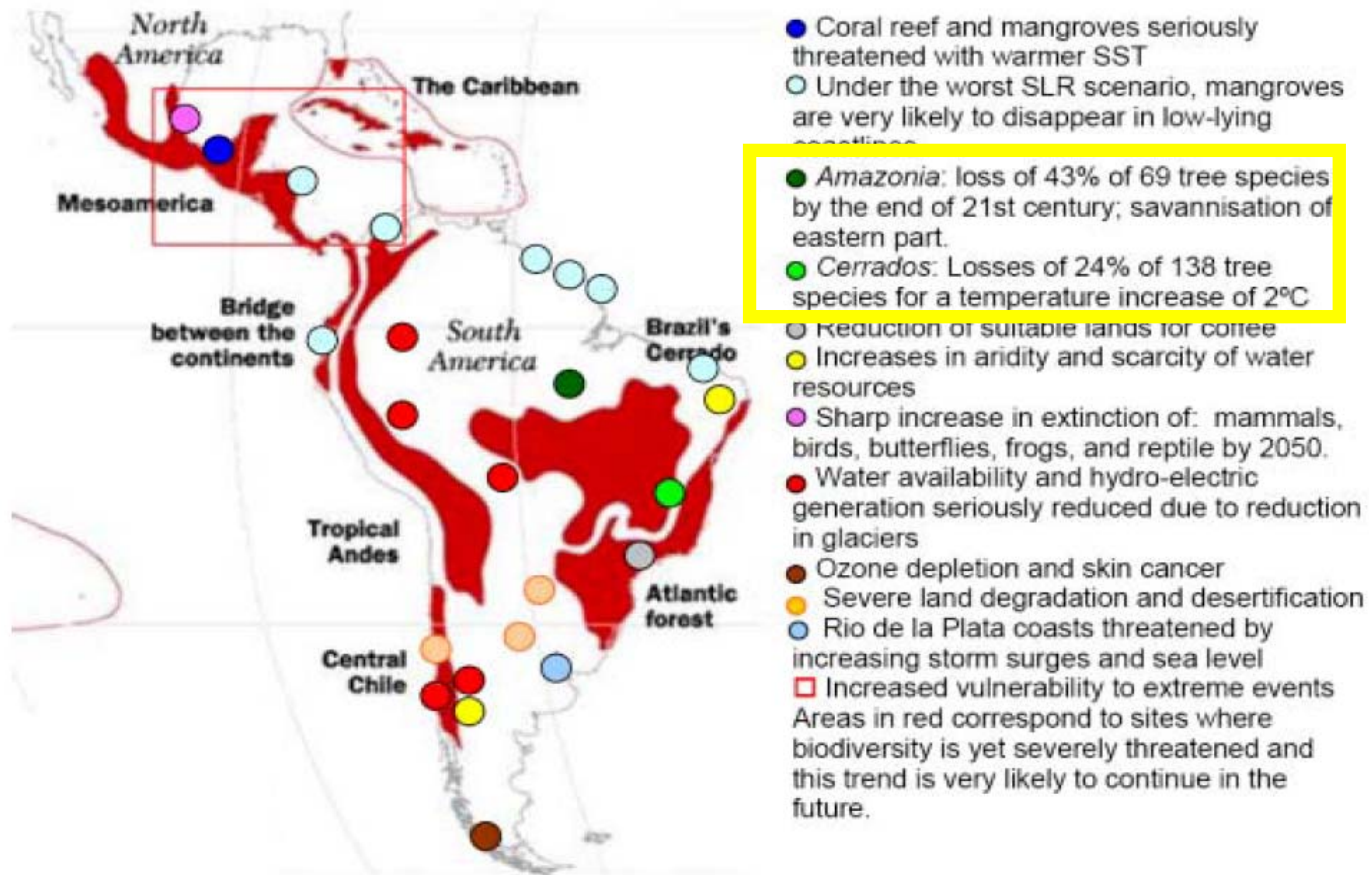 North
America
The Caribbean
Mesoamerica
Bridge
between the
continents
South
America
Brazil's
Cerrado
Tropical
Andes
Atlantic
forest
Central
Chile
Coral reef and mangroves seriously
threatened with warmer SST
Under the worst SLR scenario, mangroves
are very likely to disappear in low-lying
coastlines
Amazonia: loss of 43% of 69 tree species
by the end of 21st century; savannisation of
eastern part.
Cerrados: Losses of 24% of 138 tree
species for a temperature increase of 2ºC
Reduction of suitable lands for coffee
Increases in aridity and scarcity of water
resources
Sharp increase in extinction of: mammals,
birds, butterflies, frogs, and reptile by 2050.
Water availability and hydro-electric
generation seriously reduced due to reduction
in glaciers
Ozone depletion and skin cancer
Severe land degradation and desertification
Rio de la Plata coasts threatened by
increasing storm surges and sea level
Increased vulnerability to extreme events
Areas in red correspond to sites where
biodiversity is yet severely threatened and
this trend is very likely to continue in the
future.